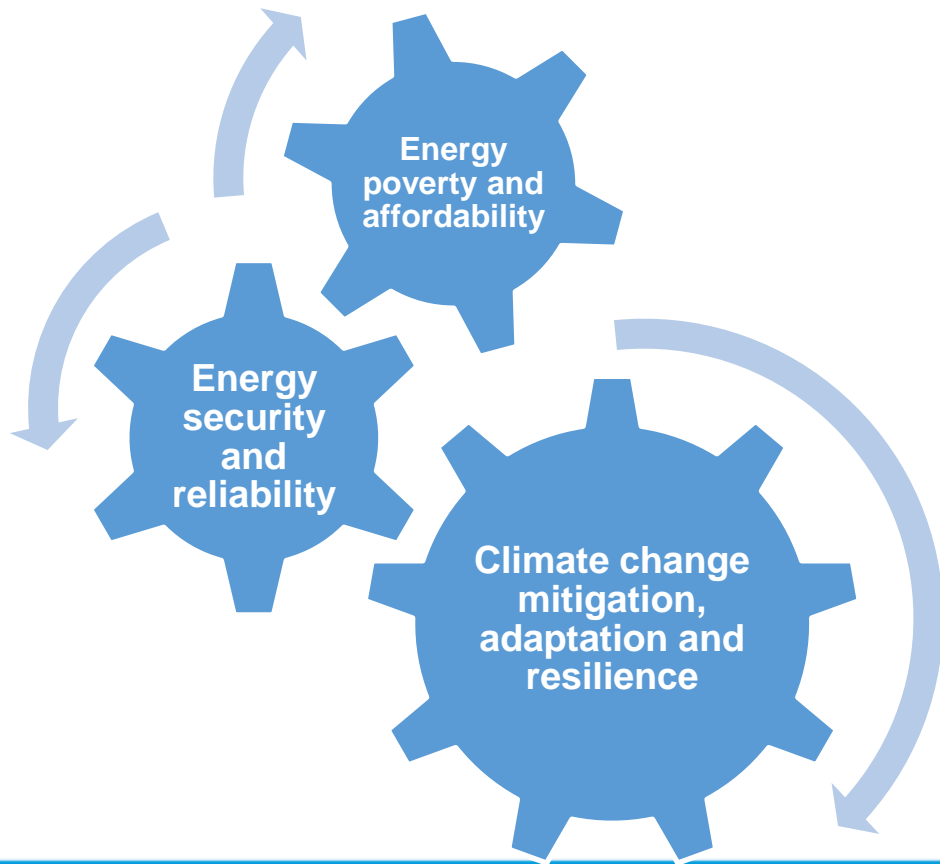 Energy
poverty and
affordability
Energy
security
and
reliability
Climate change
mitigation,
adaptation and
resilience